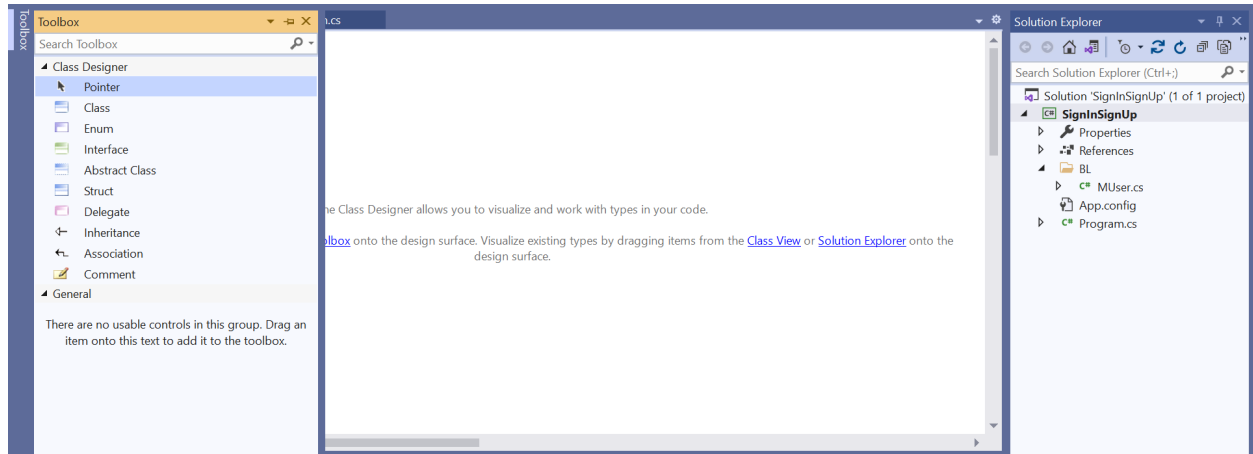 Toolbox
Toolbox
Search Toolbox
Class Designer
Pointer
Class
Enum
Interface
Abstract Class
Struct
Delegate
Inheritance
Association
Comment
General
There are no usable controls in this group. Drag an
item onto this text to add it to the toolbox.
.cs
Class Designer allows you to visualize and work with types in your code.
onto the design surface. Visualize existing types by dragging items from the Class View or Solution Explorer onto the
design surface.
Solution Explorer
Search Solution Explorer (Ctrl+;)
Solution 'SignInSignUp' (1 of 1 project)
C# SignInSignUp
Properties
References
BL
C# MUser.cs
App.config
C# Program.cs